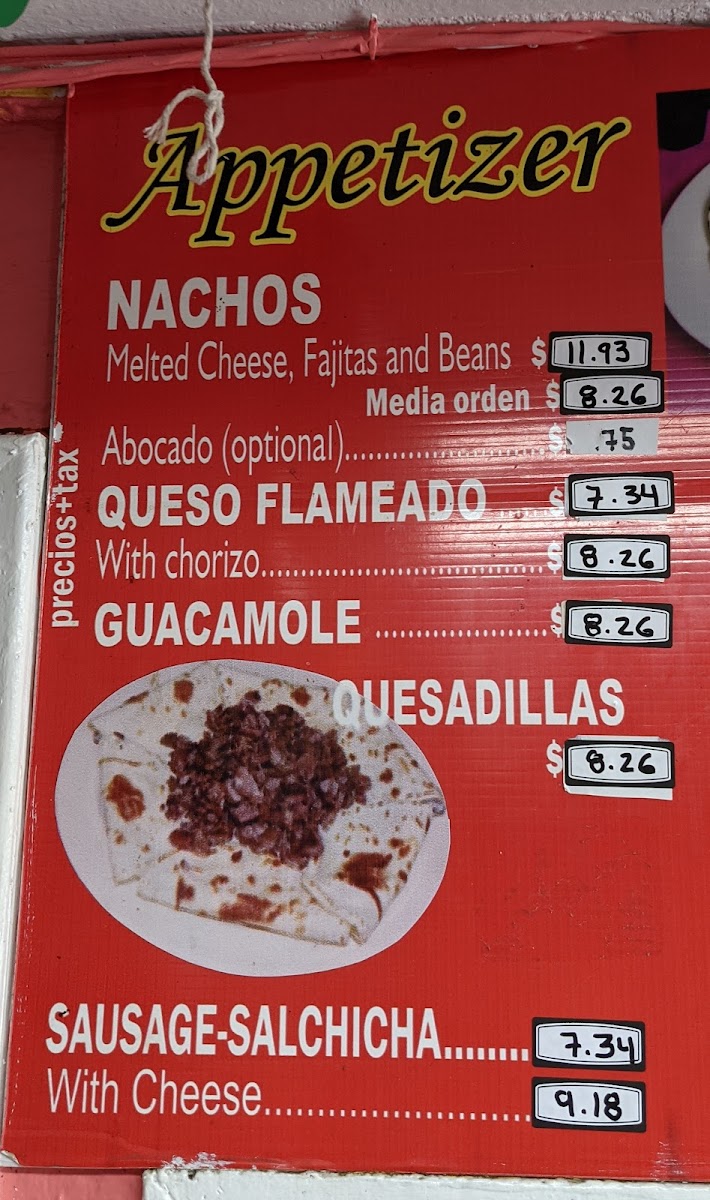 Appetizer
NACHOS
Melted Cheese, Fajitas and Beans $ 11.93
Media orden $ 8.26
Abocado (optional)........................... $ .75
QUESO FLAMEADO ...... $ 7.34
With chorizo.................................... $ 8.26
GUACAMOLE ...................... $ 8.26
precios+tax
QUESADILLAS
$ 8.26
SAUSAGE-SALCHICHA........ 7.34
With Cheese............................. 9.18